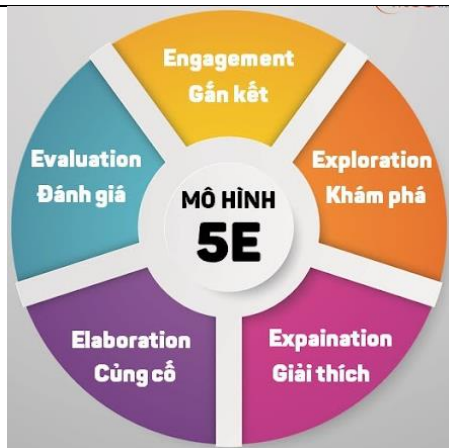 Engagement
Gắn kết
Evaluation
Đánh giá
Exploration
Khám phá
MÔ HÌNH
5E
Elaboration
Củng cố
Expaination
Giải thích